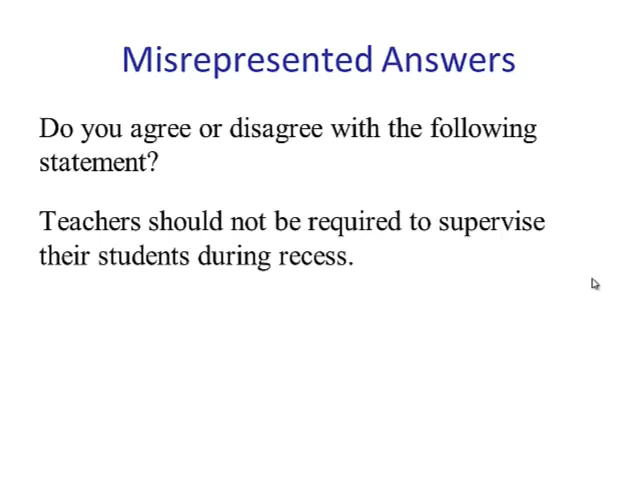 Misrepresented Answers
Do you agree or disagree with the following
statement?
Teachers should not be required to supervise
their students during recess.